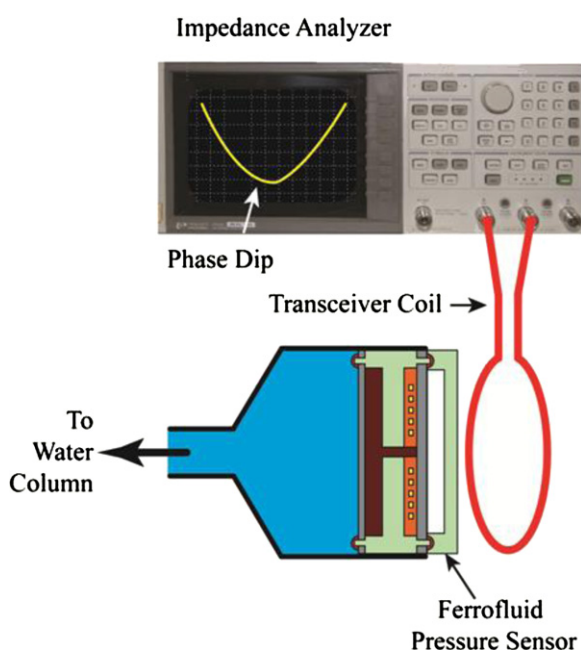 Impedance Analyzer
Phase Dip
Transceiver Coil
To
Water
Column
Ferrofluid
Pressure Sensor